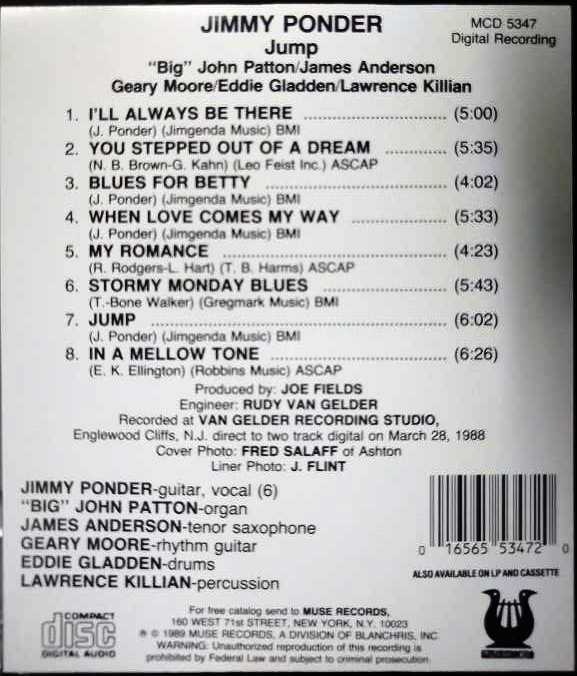 JIMMY PONDER
MCD 5347
Jump
Digital Recording
"Big" John Patton/James Anderson
Geary Moore/Eddie Gladden/Lawrence Killian
1. I'LL ALWAYS BE THERE ........................ (5:00)
(J. Ponder) (Jimgenda Music) BMI
2. YOU STEPPED OUT OF A DREAM .......... (5:35)
(N. B. Brown-G. Kahn) (Leo Feist Inc.) ASCAP
3. BLUES FOR BETTY ................................ (4:02)
(J. Ponder) (Jimgenda Music) BMI
4. WHEN LOVE COMES MY WAY ................ (5:33)
(J. Ponder) (Jimgenda Music) BMI
5. MY ROMANCE ........................................ (4:23)
(R. Rodgers-L. Hart) (T. B. Harms) ASCAP
6. STORMY MONDAY BLUES .................... (5:43)
(T.-Bone Walker) (Gregmark Music) BMI
7. JUMP .................................................... (6:02)
(J. Ponder) (Jimgenda Music) BMI
8. IN A MELLOW TONE ................................ (6:26)
(E. K. Ellington) (Robbins Music) ASCAP
Produced by: JOE FIELDS
Engineer: RUDY VAN GELDER
Recorded at VAN GELDER RECORDING STUDIO,
Englewood Cliffs, N.J. direct to two track digital on March 28, 1988
Cover Photo: FRED SALAFF of Ashton
Liner Photo: J. FLINT
JIMMY PONDER-guitar, vocal (6)
"BIG" JOHN PATTON-organ
JAMES ANDERSON-tenor saxophone
GEARY MOORE-rhythm guitar
EDDIE GLADDEN-drums
LAWRENCE KILLIAN-percussion
0 16565 53472 0
ALSO AVAILABLE ON LP AND CASSETTE
COMPACT
disc
DIGITAL AUDIO
For free catalog send to MUSE RECORDS,
160 WEST 71st STREET, NEW YORK, N.Y. 10023
℗ © 1989 MUSE RECORDS, A DIVISION OF BLANCHRIS, INC
WARNING: Unauthorized reproduction of this recording is
prohibited by Federal Law and subject to criminal prosecution.